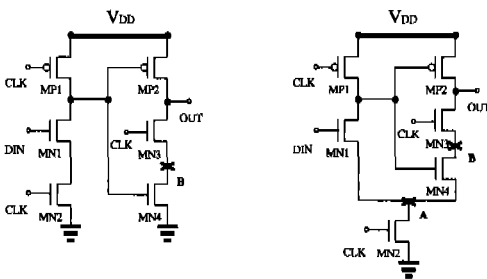 VDD
CLK
MP1
MP2
OUT
DIN
MN1
CLK
MN3
B
CLK
MN2
MN4
VDD
CLK
MP1
MP2
OUT
CLK
MN3
B
DIN
MN1
MN4
A
CLK
MN2